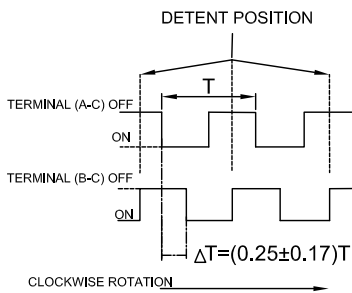 DETENT POSITION
T
TERMINAL (A-C) OFF
ON
TERMINAL (B-C) OFF
ON
ΔT=(0.25±0.17)T
CLOCKWISE ROTATION